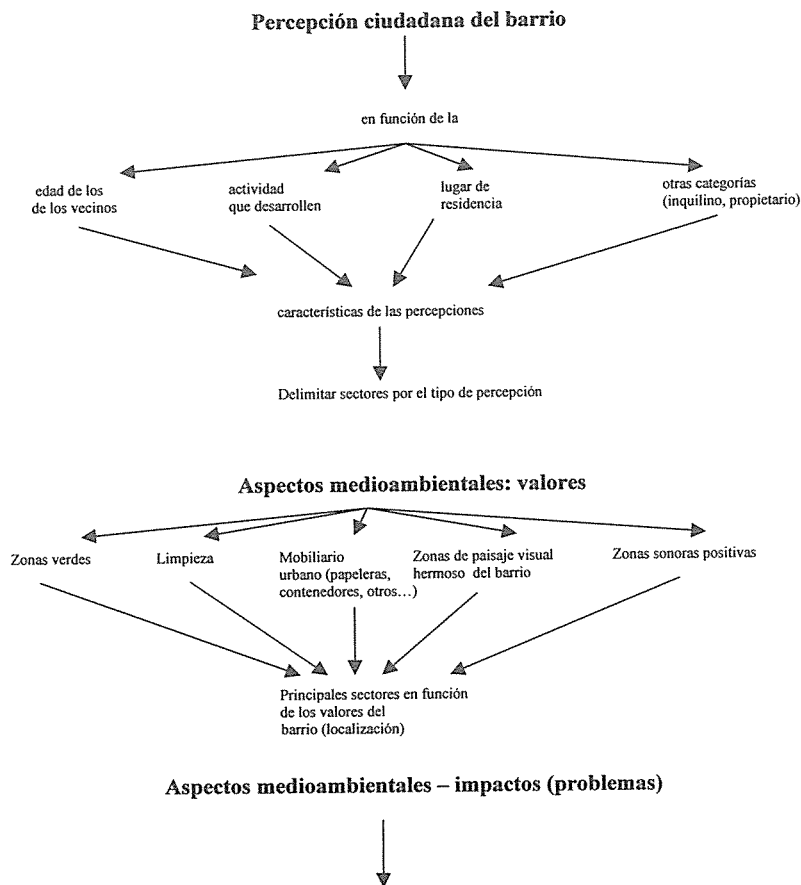 Percepción ciudadana del barrio
en función de la
edad de los
de los vecinos
actividad
que desarrollen
lugar de
residencia
otras categorías
(inquilino, propietario)
características de las percepciones
Delimitar sectores por el tipo de percepción
Aspectos medioambientales: valores
Zonas verdes
Limpieza
Mobiliario
urbano (papeleras,
contenedores, otros…)
Zonas de paisaje visual
hermoso del barrio
Zonas sonoras positivas
Principales sectores en función
de los valores del
barrio (localización)
Aspectos medioambientales – impactos (problemas)